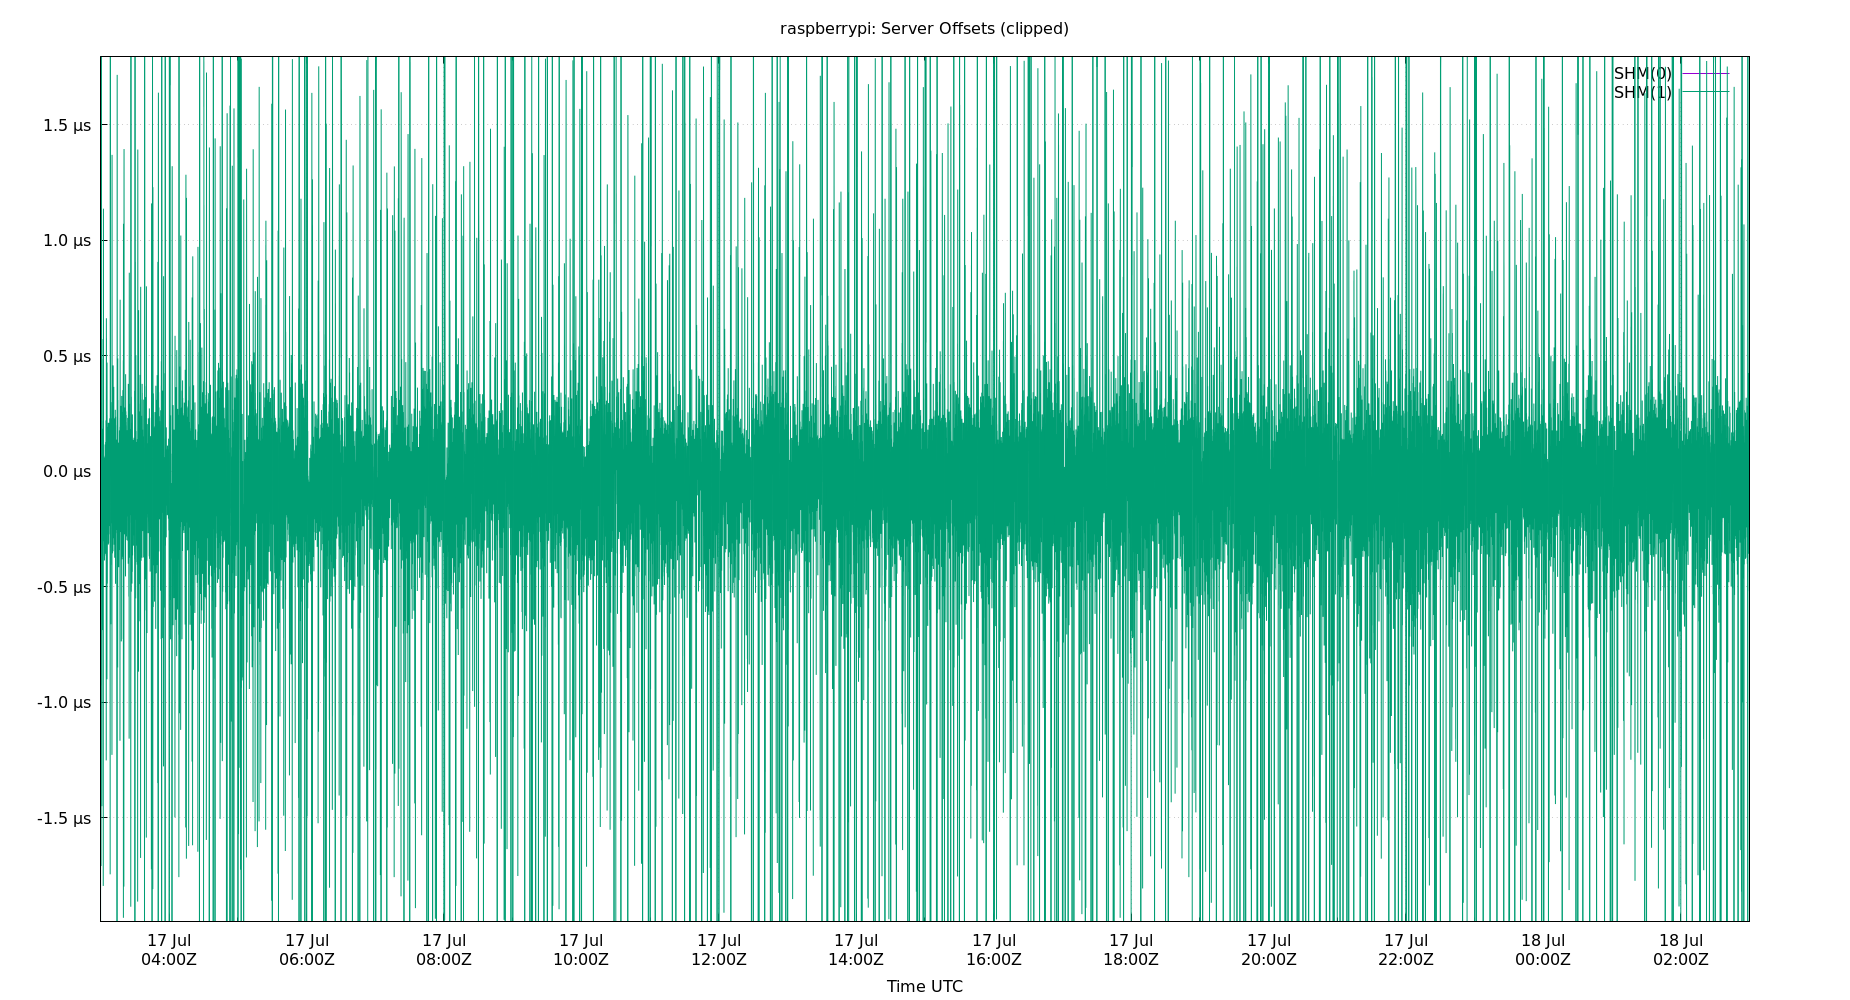 raspberrypi: Server Offsets (clipped)
SHM(0)
SHM(1)
1.5 µs
1.0 µs
0.5 µs
0.0 µs
-0.5 µs
-1.0 µs
-1.5 µs
17 Jul 17 Jul 17 Jul 17 Jul 17 Jul 17 Jul 17 Jul 17 Jul 17 Jul 17 Jul 18 Jul 18 Jul
04:00Z 06:00Z 08:00Z 10:00Z 12:00Z 14:00Z 16:00Z 18:00Z 20:00Z 22:00Z 00:00Z 02:00Z
Time UTC